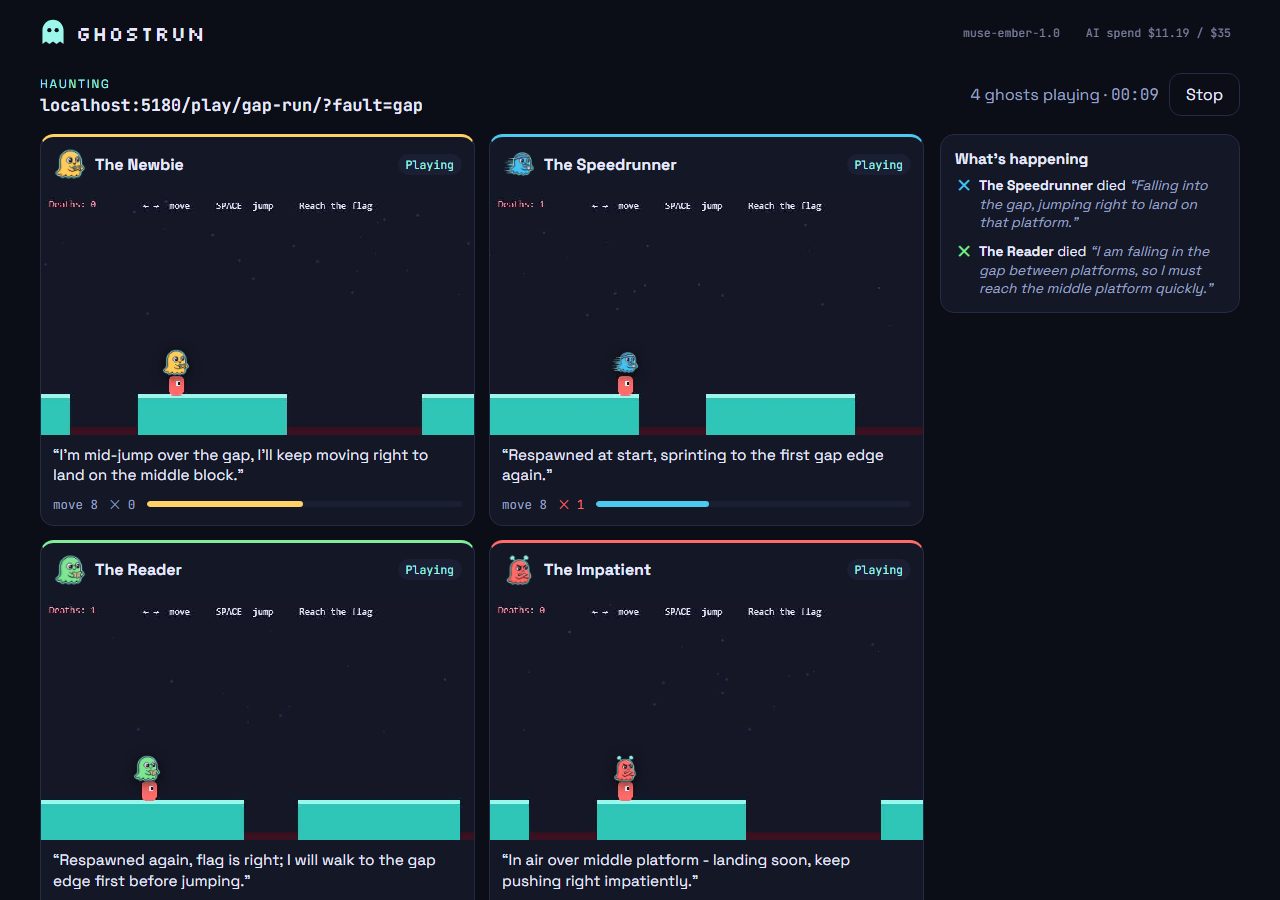 GHOSTRUN
muse-ember-1.0 AI spend $11.19 / $35
HAUNTING
localhost:5180/play/gap-run/?fault=gap
4 ghosts playing · 00:09 Stop
The Newbie Playing
Deaths: 0 ← → move SPACE jump Reach the flag
“I’m mid-jump over the gap, I’ll keep moving right to
land on the middle block.”
move 8 × 0
The Speedrunner Playing
Deaths: 1 ← → move SPACE jump Reach the flag
“Respawned at start, sprinting to the first gap edge
again.”
move 8 × 1
What’s happening
× The Speedrunner died “Falling into
the gap, jumping right to land on
that platform.”
× The Reader died “I am falling in the
gap between platforms, so I must
reach the middle platform quickly.”
The Reader Playing
Deaths: 1 ← → move SPACE jump Reach the flag
“Respawned again, flag is right; I will walk to the gap
edge first before jumping.”
The Impatient Playing
Deaths: 0 ← → move SPACE jump Reach the flag
“In air over middle platform - landing soon, keep
pushing right impatiently.”